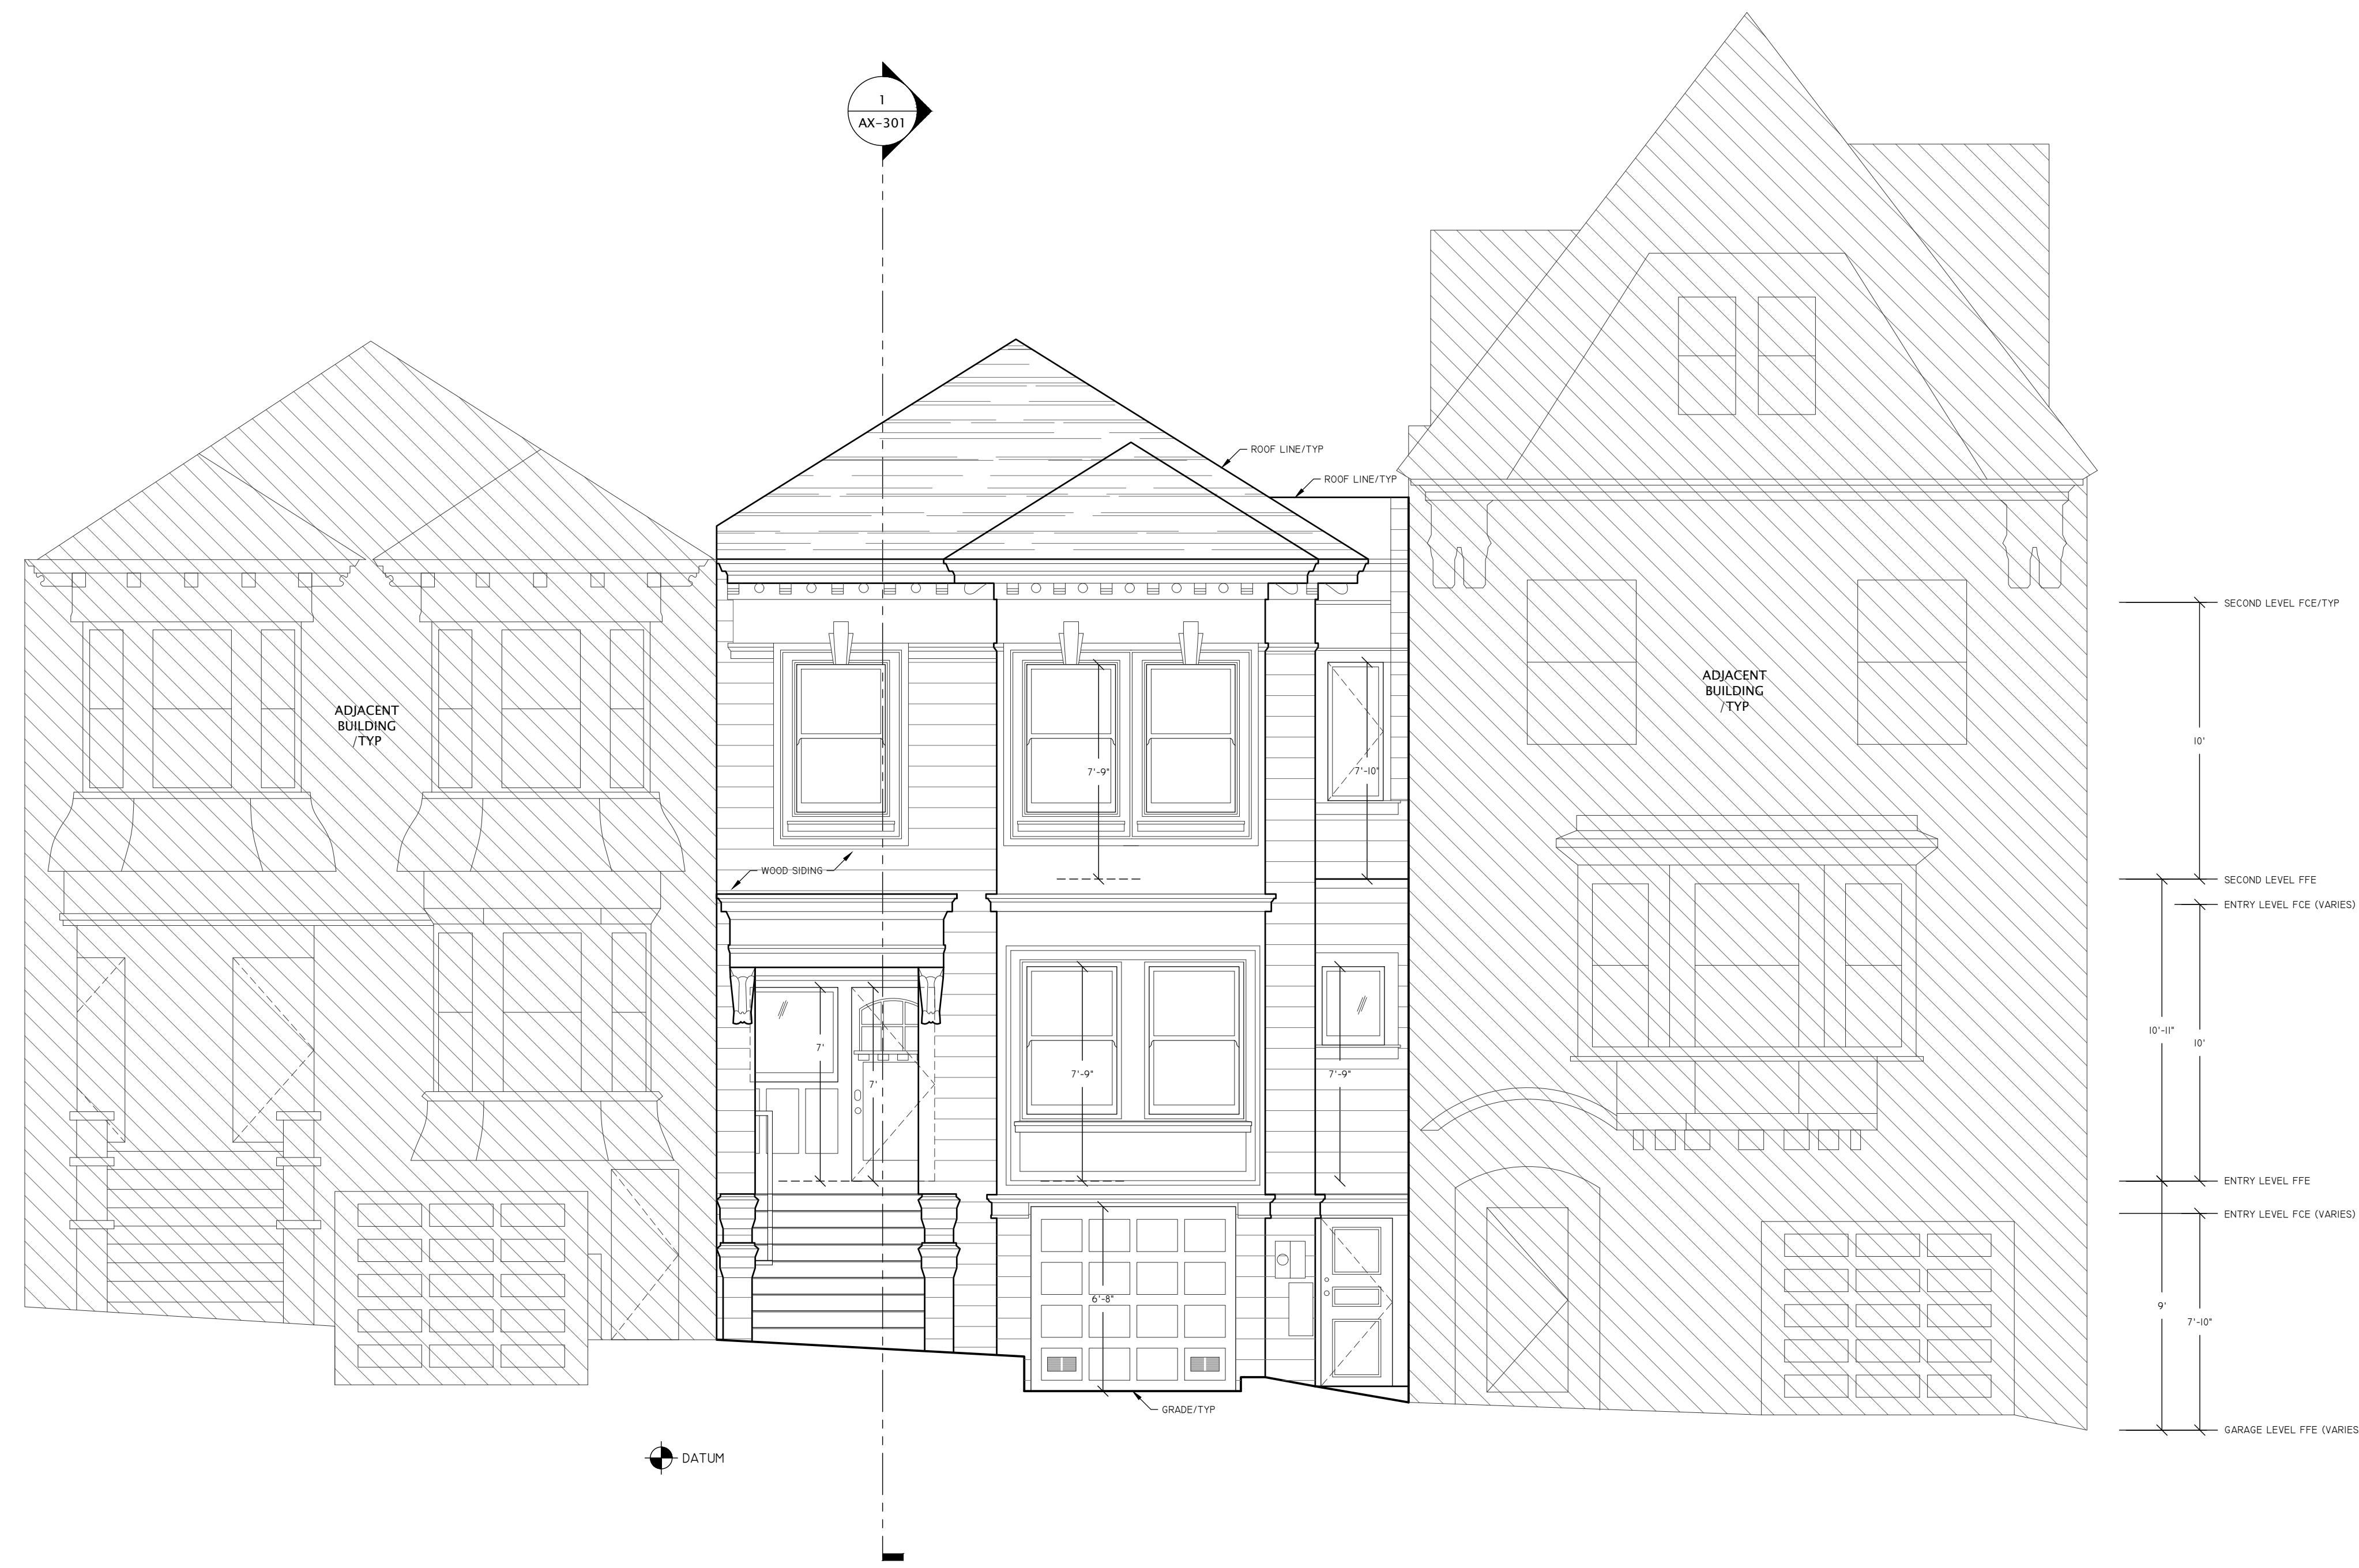 1
AX-301
ROOF LINE/TYP
ROOF LINE/TYP
SECOND LEVEL FCE/TYP
ADJACENT
BUILDING
/TYP
ADJACENT
BUILDING
/TYP
10'
7'-9"
7'-10"
WOOD SIDING
SECOND LEVEL FFE
ENTRY LEVEL FCE (VARIES)
10'-11"
10'
7'
7'
7'-9"
7'-9"
ENTRY LEVEL FFE
ENTRY LEVEL FCE (VARIES)
6'-8"
9'
7'-10"
GRADE/TYP
GARAGE LEVEL FFE (VARIES
DATUM